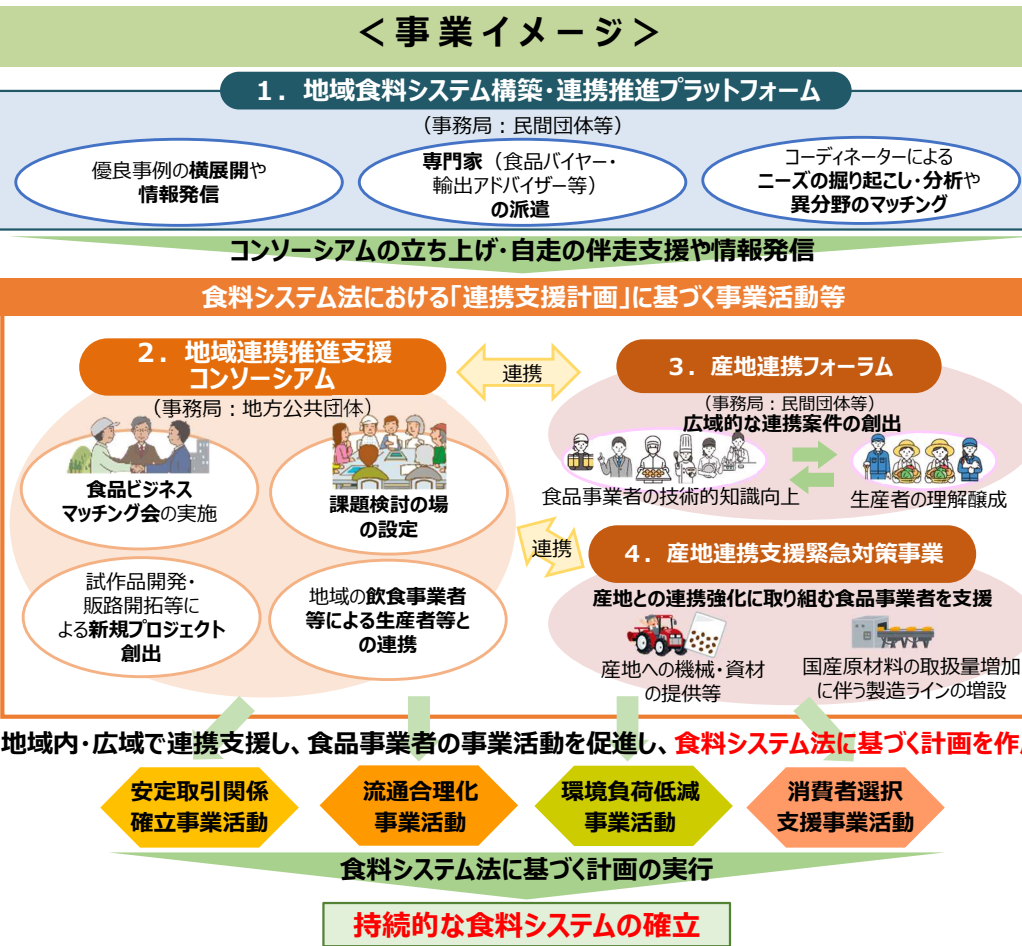 ＜事業イメージ＞
１．地域食料システム構築・連携推進プラットフォーム
（事務局：民間団体等）
優良事例の横展開や
情報発信
専門家（食品バイヤー・
輸出アドバイザー等）
の派遣
コーディネーターによる
ニーズの掘り起こし・分析や
異分野のマッチング
コンソーシアムの立ち上げ・自走の伴走支援や情報発信
食料システム法における「連携支援計画」に基づく事業活動等
２．地域連携推進支援
コンソーシアム
（事務局：地方公共団体）
食品ビジネス
マッチング会の実施
課題検討の場
の設定
試作品開発・
販路開拓等に
よる新規プロジェクト
創出
地域の飲食事業者
等による生産者等と
の連携
連携
３．産地連携フォーラム
（事務局：民間団体等）
広域的な連携案件の創出
食品事業者の技術的知識向上
生産者の理解醸成
連携
４．産地連携支援緊急対策事業
産地との連携強化に取り組む食品事業者を支援
産地への機械・資材
の提供等
国産原材料の取扱量増加
に伴う製造ラインの増設
地域内・広域で連携支援し、食品事業者の事業活動を促進し、食料システム法に基づく計画を作
安定取引関係
確立事業活動
流通合理化
事業活動
環境負荷低減
事業活動
消費者選択
支援事業活動
食料システム法に基づく計画の実行
持続的な食料システムの確立